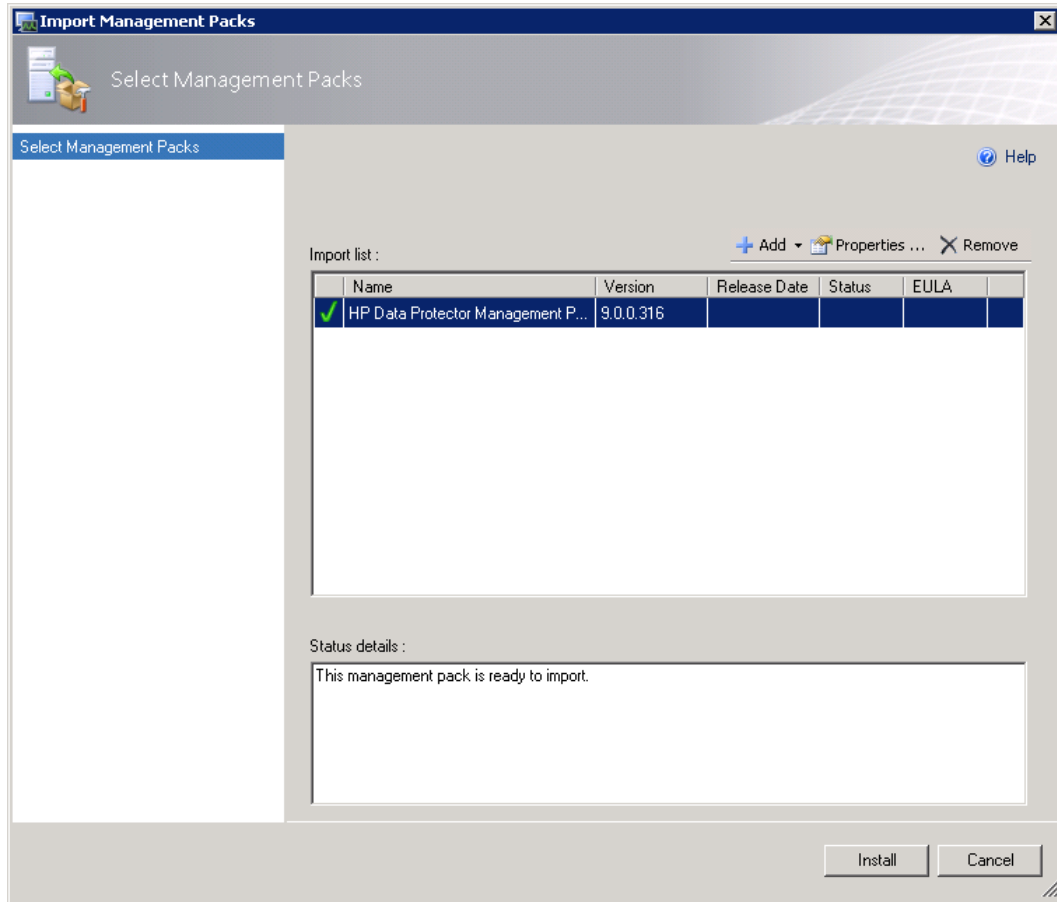 Import Management Packs
Select Management Packs
Select Management Packs
Help
Import list :
Add Properties ... Remove
Name Version Release Date Status EULA
HP Data Protector Management P... 9.0.0.316
Status details :
This management pack is ready to import.
Install Cancel